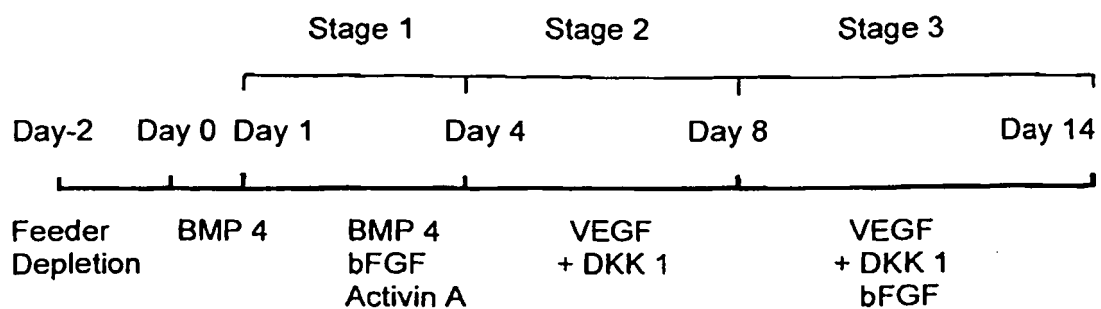 Stage 1 Stage 2 Stage 3
Day-2 Day 0 Day 1 Day 4 Day 8 Day 14
Feeder BMP 4 BMP 4 VEGF VEGF
Depletion bFGF + DKK 1 + DKK 1
Activin A bFGF